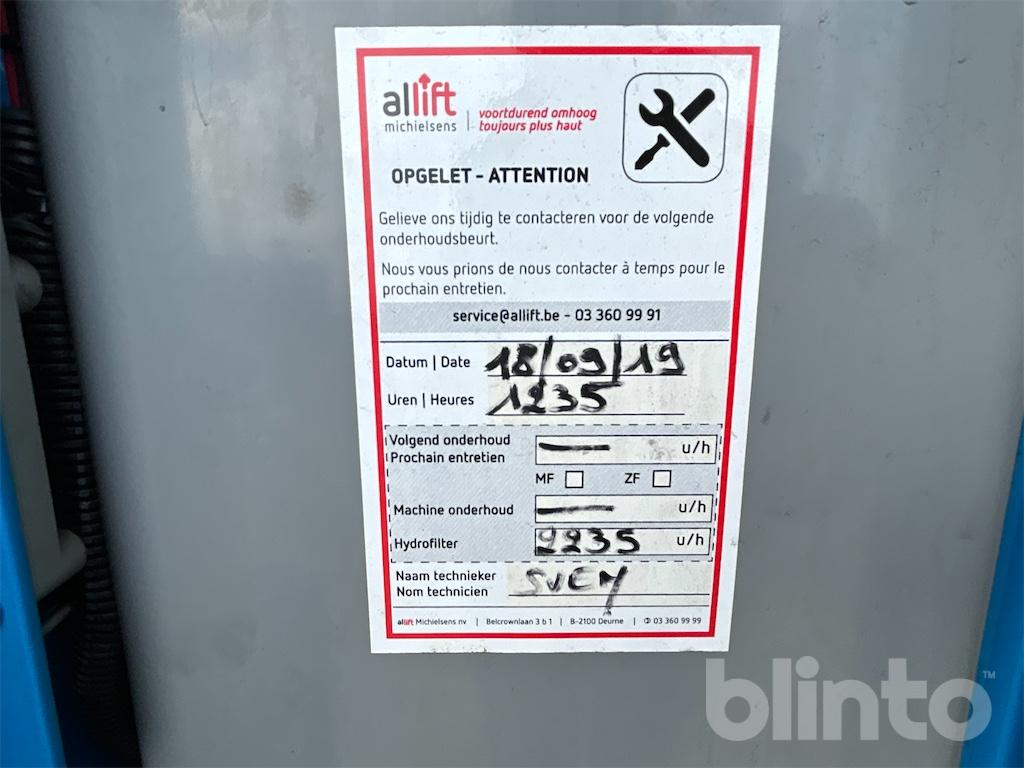 allift
michielsens
voortdurend omhoog
toujours plus haut
OPGELET - ATTENTION
Gelieve ons tijdig te contacteren voor de volgende
onderhoudsbeurt.
Nous vous prions de nous contacter à temps pour le
prochain entretien.
service@allift.be - 03 360 99 91
Datum | Date 18/09/19
Uren | Heures 1235
Volgend onderhoud
Prochain entretien — u/h
MF ZF
Machine onderhoud — u/h
Hydrofilter 2235 u/h
Naam technieker
Nom technicien SVEN
allift Michielsens nv | Belcrownlaan 3 b 1 | B-2100 Deurne | 03 360 99 99
blinto™